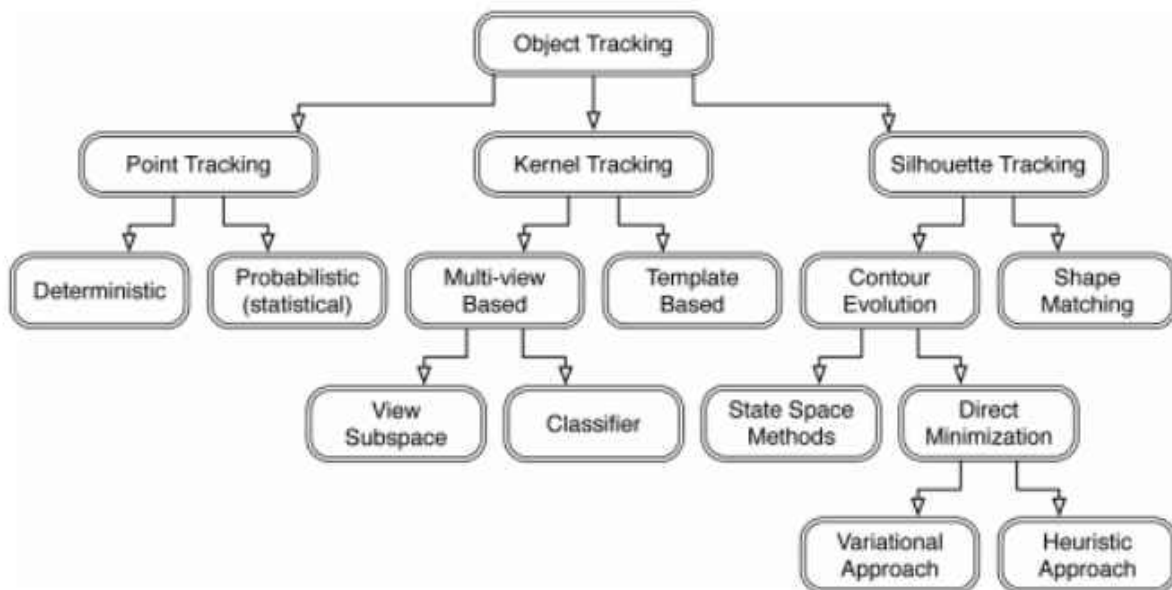 Object Tracking
Point Tracking
Kernel Tracking
Silhouette Tracking
Deterministic
Probabilistic
(statistical)
Multi-view
Based
Template
Based
Contour
Evolution
Shape
Matching
View
Subspace
Classifier
State Space
Methods
Direct
Minimization
Variational
Approach
Heuristic
Approach